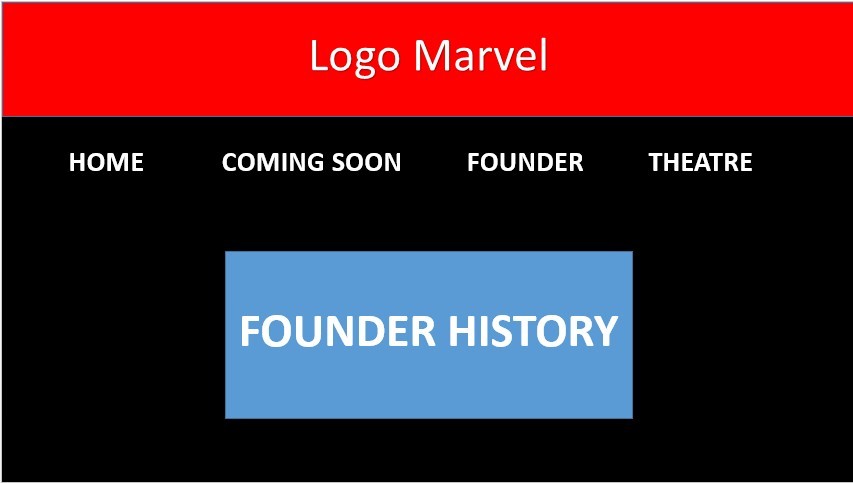 Logo Marvel
HOME COMING SOON FOUNDER THEATRE
FOUNDER HISTORY